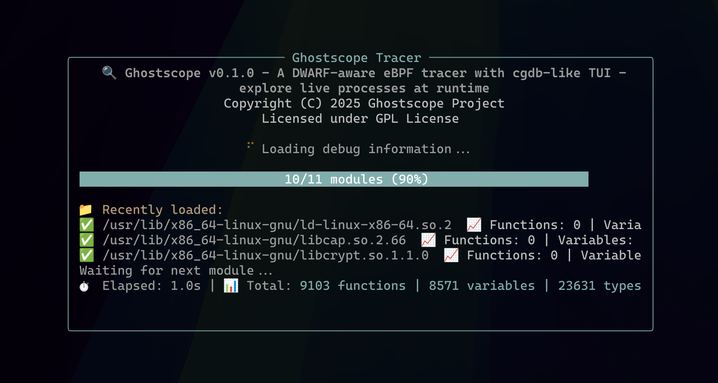 Ghostscope Tracer
🔍 Ghostscope v0.1.0 - A DWARF-aware eBPF tracer with cgdb-like TUI -
explore live processes at runtime
Copyright (C) 2025 Ghostscope Project
Licensed under GPL License
Loading debug information...
10/11 modules (90%)
📁 Recently loaded:
✅ /usr/lib/x86_64-linux-gnu/ld-linux-x86-64.so.2 📈 Functions: 0 | Varia
✅ /usr/lib/x86_64-linux-gnu/libcap.so.2.66 📈 Functions: 0 | Variables:
✅ /usr/lib/x86_64-linux-gnu/libcrypt.so.1.1.0 📈 Functions: 0 | Variable
Waiting for next module...
⏱ Elapsed: 1.0s | 📊 Total: 9103 functions | 8571 variables | 23631 types